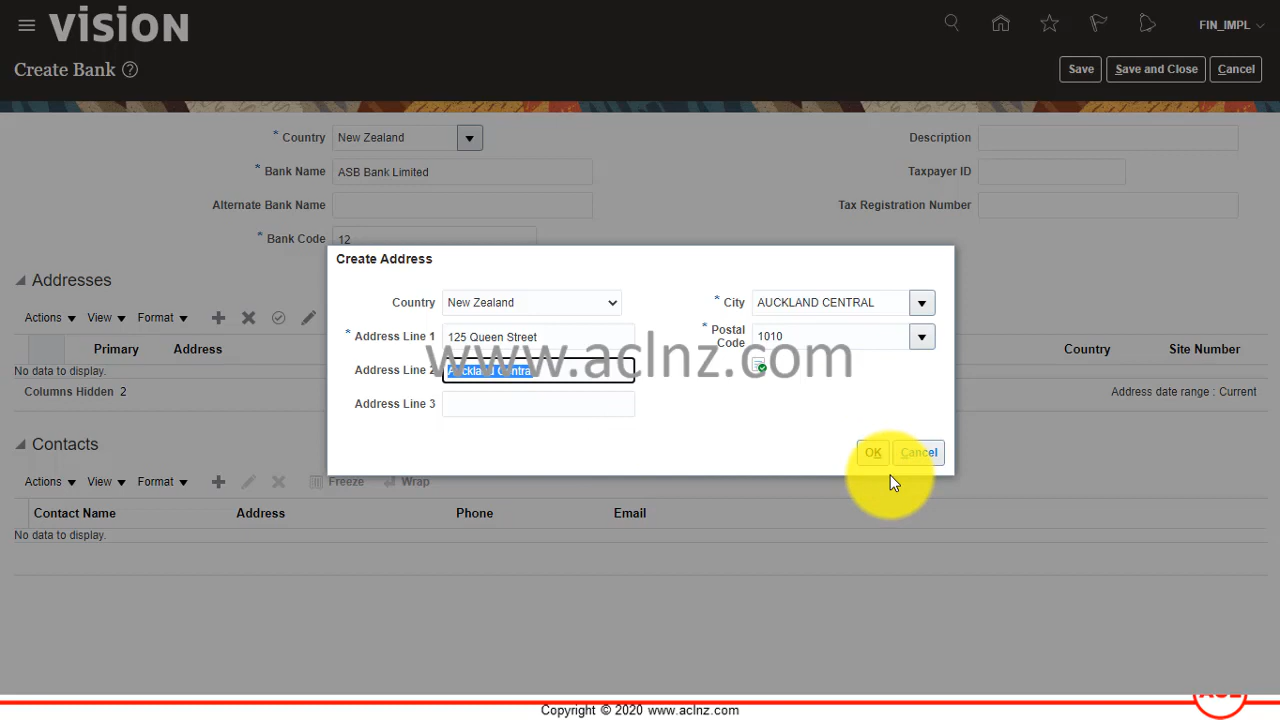 vision
FIN_IMPL
Create Bank ?
Save
Save and Close
Cancel
* Country New Zealand
Description
* Bank Name ASB Bank Limited
Taxpayer ID
Alternate Bank Name
Tax Registration Number
* Bank Code 12
Create Address
Addresses
Country New Zealand
* City AUCKLAND CENTRAL
Actions View Format
* Address Line 1 125 Queen Street
* Postal Code 1010
Primary Address
Country Site Number
www.aclnz.com
Address Line 2 Auckland Central
No data to display.
Columns Hidden 2
Address date range : Current
Address Line 3
Contacts
OK Cancel
Actions View Format Freeze Wrap
Contact Name Address Phone Email
No data to display.
Copyright © 2020 www.aclnz.com